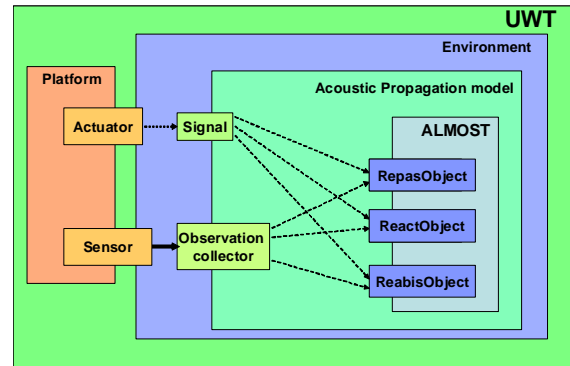 UWT
Environment
Platform
Acoustic Propagation model
Actuator
Signal
ALMOST
RepasObject
ReactObject
Sensor
Observation
collector
ReabisObject